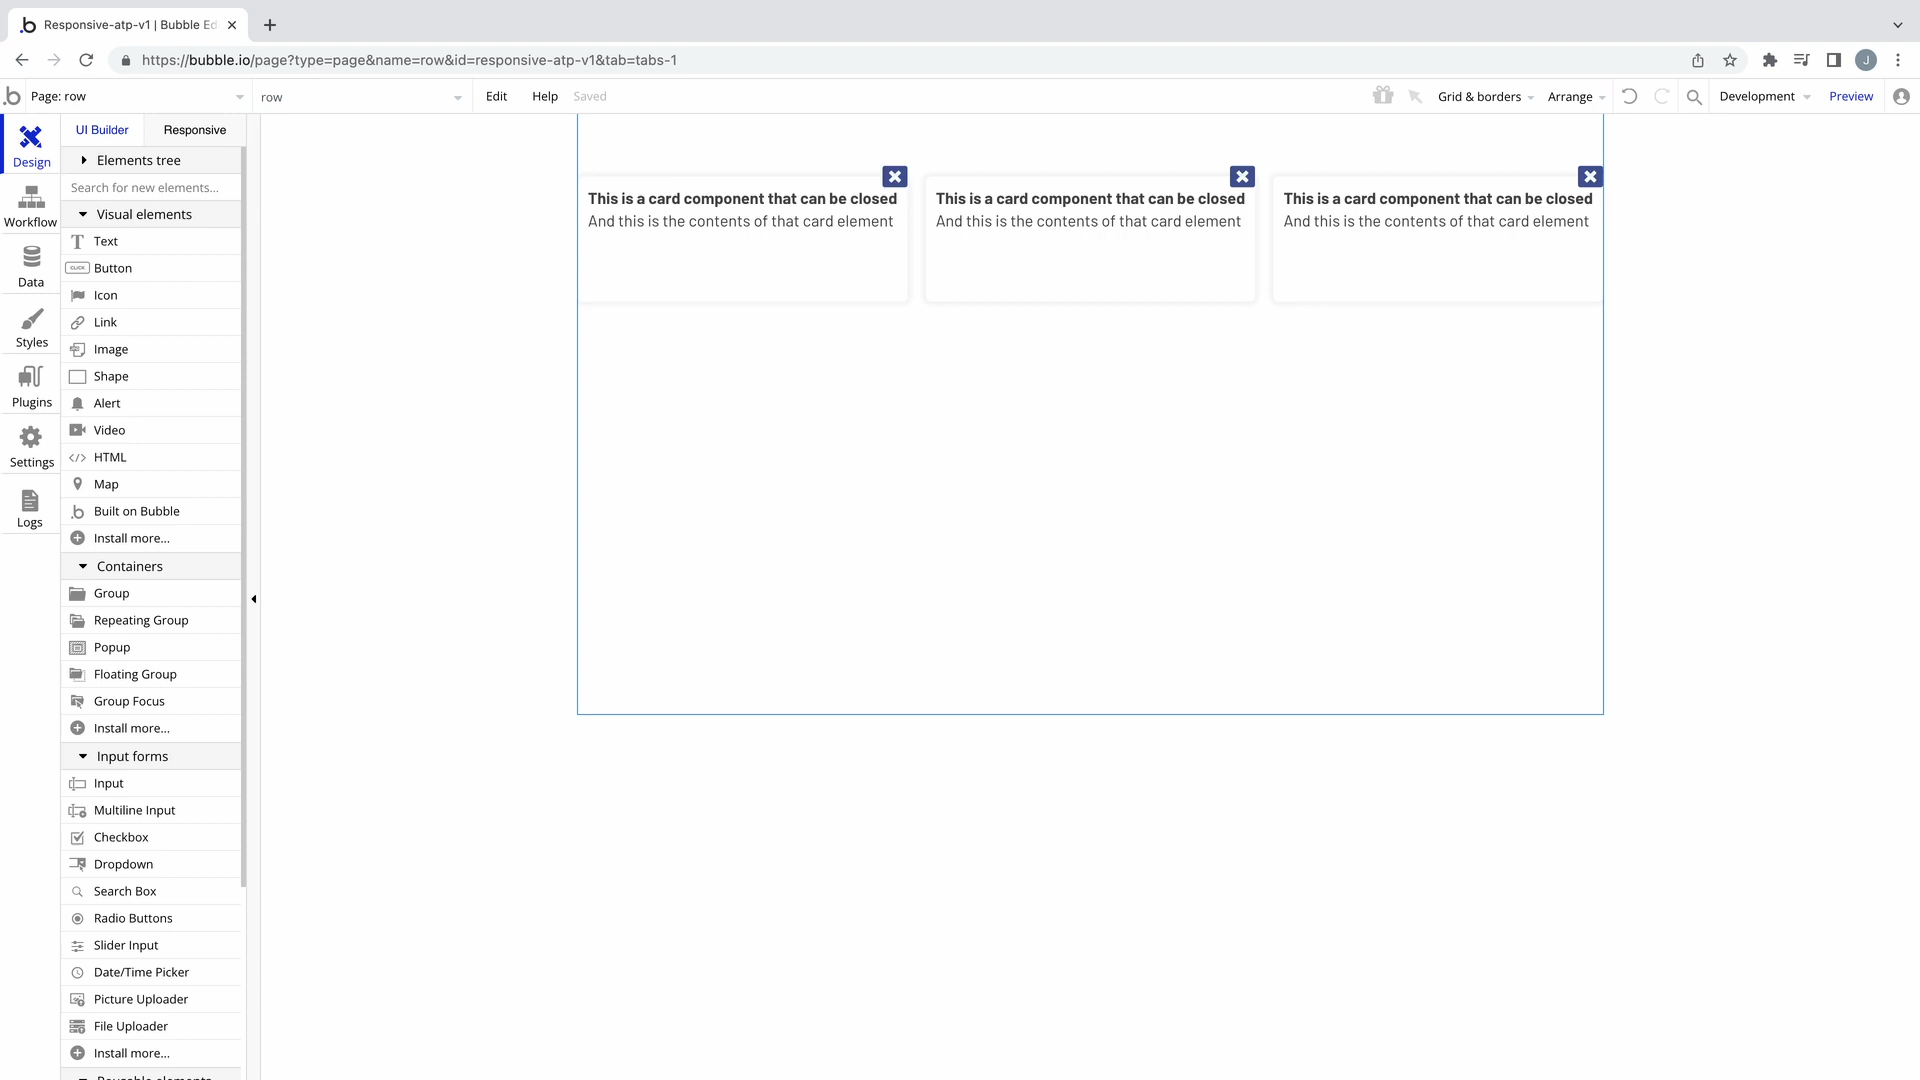 Responsive-atp-v1 | Bubble Ed
https://bubble.io/page?type=page&name=row&id=responsive-atp-v1&tab=tabs-1
J
Page: row
row
Edit
Help
Saved
Grid & borders
Arrange
Development
Preview
Design
Workflow
Data
Styles
Plugins
Settings
Logs
UI Builder
Responsive
Elements tree
Search for new elements...
Visual elements
Text
CLICK
Button
Icon
Link
Image
Shape
Alert
Video
HTML
Map
Built on Bubble
Install more...
Containers
Group
Repeating Group
Popup
Floating Group
Group Focus
Install more...
Input forms
Input
Multiline Input
Checkbox
Dropdown
Search Box
Radio Buttons
Slider Input
Date/Time Picker
Picture Uploader
File Uploader
Install more...
This is a card component that can be closed
And this is the contents of that card element
This is a card component that can be closed
And this is the contents of that card element
This is a card component that can be closed
And this is the contents of that card element